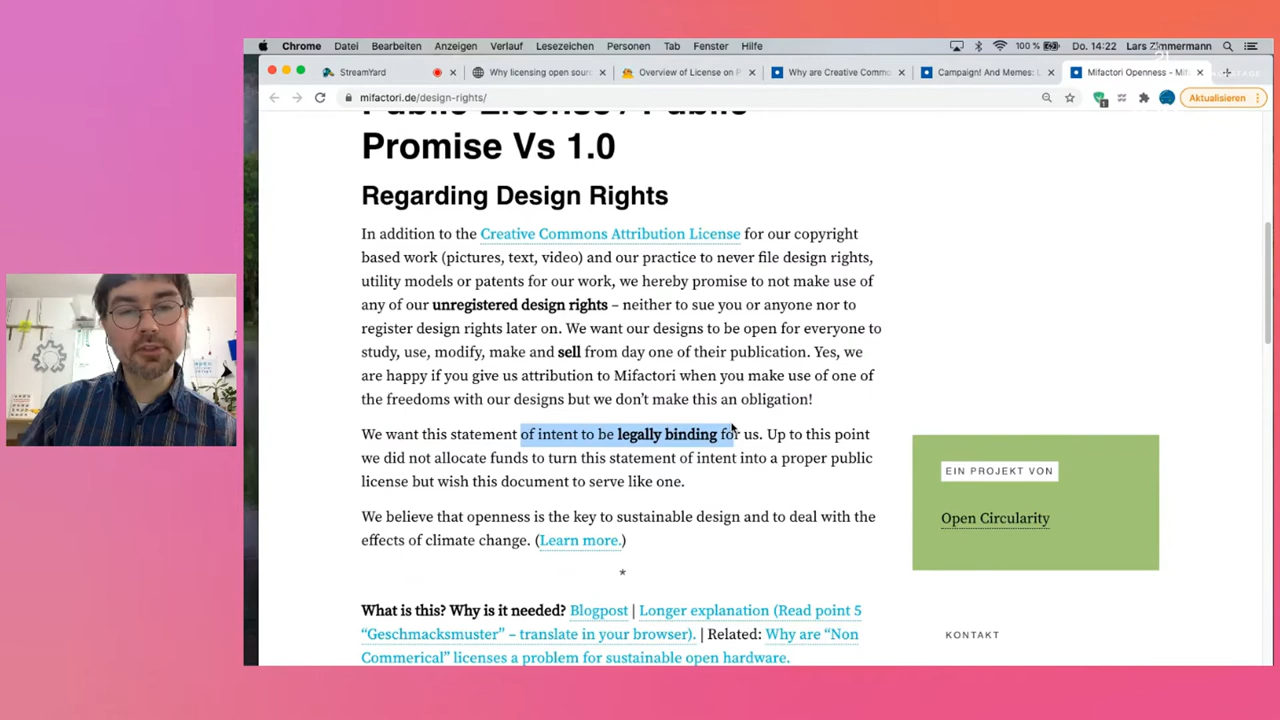 Chrome Datei Bearbeiten Anzeigen Verlauf Lesezeichen Personen Tab Fenster Hilfe 100 % Do. 14:22 Lars Zimmermann
StreamYard Why licensing open sour Overview of License on P Why are Creative Commo Campaign! And Memes: L Mifactori Openness - Mif
mifactori.de/design-rights/ Aktualisieren
Public License / Public
Promise Vs 1.0
Regarding Design Rights
In addition to the Creative Commons Attribution License for our copyright
based work (pictures, text, video) and our practice to never file design rights,
utility models or patents for our work, we hereby promise to not make use of
any of our unregistered design rights – neither to sue you or anyone nor to
register design rights later on. We want our designs to be open for everyone to
study, use, modify, make and sell from day one of their publication. Yes, we
are happy if you give us attribution to Mifactori when you make use of one of
the freedoms with our designs but we don't make this an obligation!
We want this statement of intent to be legally binding for us. Up to this point
we did not allocate funds to turn this statement of intent into a proper public
license but wish this document to serve like one.
We believe that openness is the key to sustainable design and to deal with the
effects of climate change. (Learn more.)
*
What is this? Why is it needed? Blogpost | Longer explanation (Read point 5
“Geschmacksmuster” – translate in your browser). | Related: Why are “Non
Commerical” licenses a problem for sustainable open hardware.
EIN PROJEKT VON
Open Circularity
KONTAKT